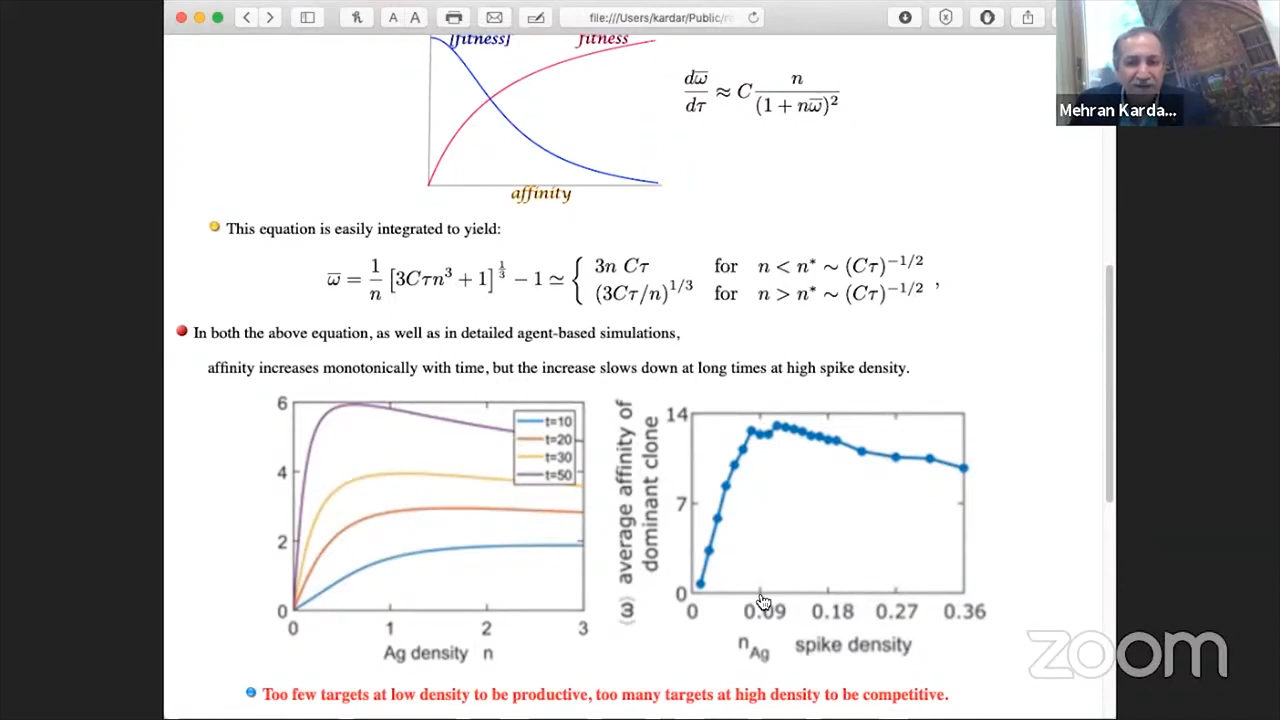 A A
file:///Users/kardar/Public/r
Mehran Karda...
[fitness]
fitness
affinity
dω̅/dτ ≈ C n/(1 + nω̅)²
This equation is easily integrated to yield:
ω̅ = 1/n [3Cτn³ + 1]^{1/3} − 1 ≃ { 3n Cτ for n < n* ∼ (Cτ)^{−1/2}
(3Cτ/n)^{1/3} for n > n* ∼ (Cτ)^{−1/2} ,
In both the above equation, as well as in detailed agent-based simulations,
affinity increases monotonically with time, but the increase slows down at long times at high spike density.
6
4
2
0
0 1 2 3
Ag density n
t=10
t=20
t=30
t=50
⟨ω⟩ average affinity of
dominant clone
14
7
0
0 0.09 0.18 0.27 0.36
n_Ag spike density
zoom
Too few targets at low density to be productive, too many targets at high density to be competitive.